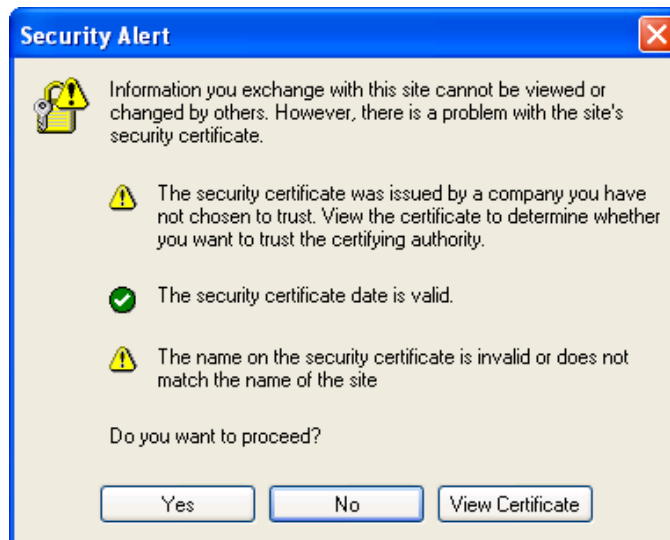 Security Alert
Information you exchange with this site cannot be viewed or
changed by others. However, there is a problem with the site's
security certificate.
The security certificate was issued by a company you have
not chosen to trust. View the certificate to determine whether
you want to trust the certifying authority.
The security certificate date is valid.
The name on the security certificate is invalid or does not
match the name of the site
Do you want to proceed?
Yes
No
View Certificate